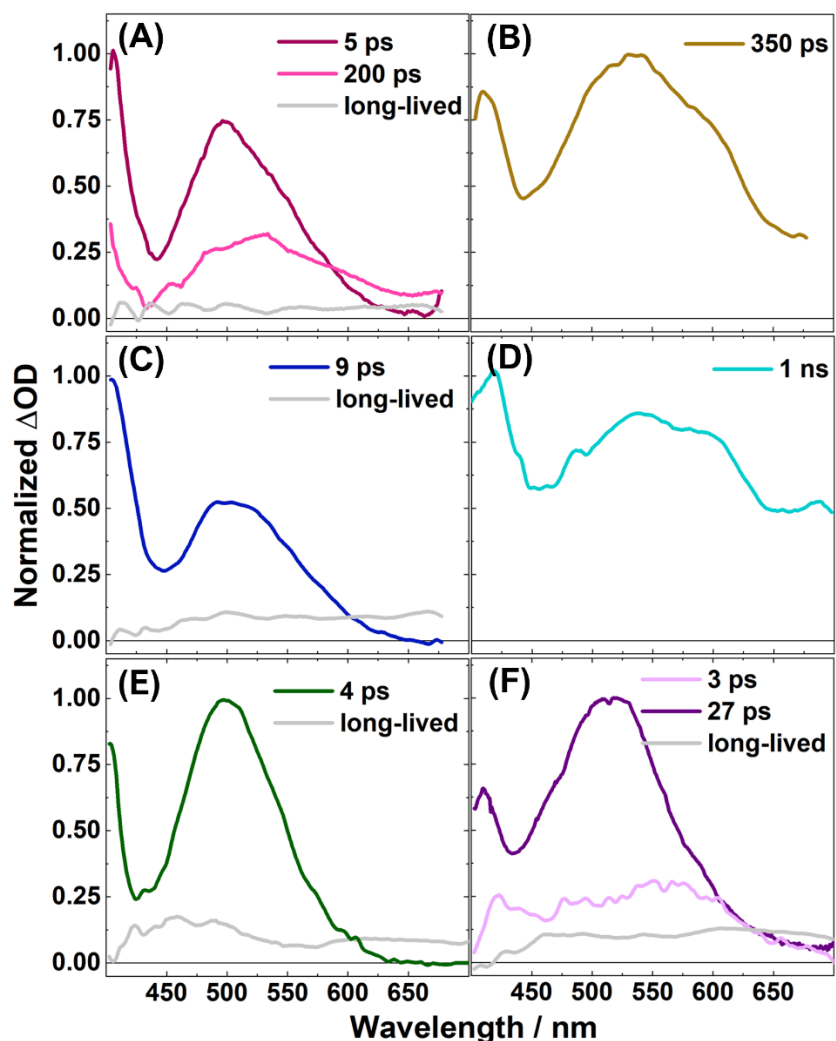 (A)
5 ps
200 ps
long-lived
(B)
350 ps
1.00
0.75
0.50
0.25
0.00
(C)
9 ps
long-lived
(D)
1 ns
1.00
0.75
0.50
0.25
0.00
(E)
4 ps
long-lived
(F)
3 ps
27 ps
long-lived
1.00
0.75
0.50
0.25
0.00
450 500 550 600 650
450 500 550 600 650
Normalized ΔOD
Wavelength / nm